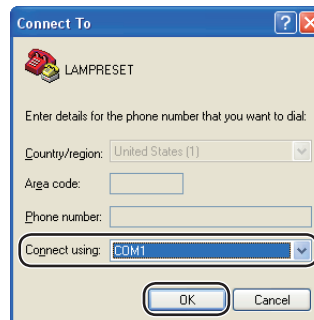 Connect To
LAMPRESET
Enter details for the phone number that you want to dial:
Country/region: United States (1)
Area code:
Phone number:
Connect using: COM1
OK Cancel